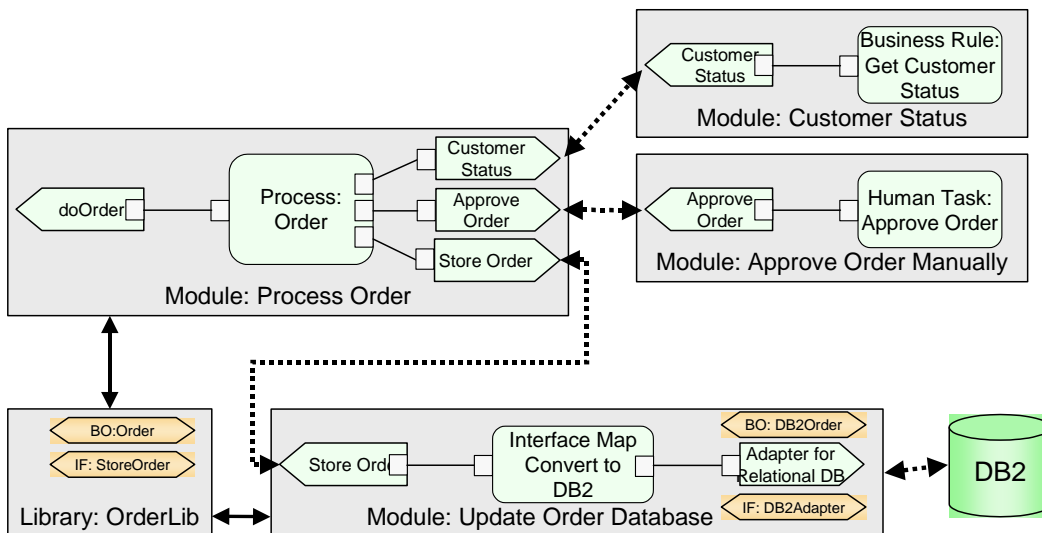 Customer
Status
Business Rule:
Get Customer
Status
Module: Customer Status
doOrder
Process:
Order
Customer
Status
Approve
Order
Store Order
Module: Process Order
Approve
Order
Human Task:
Approve Order
Module: Approve Order Manually
BO:Order
IF: StoreOrder
Library: OrderLib
Store Order
Interface Map
Convert to
DB2
BO: DB2Order
Adapter for
Relational DB
IF: DB2Adapter
Module: Update Order Database
DB2